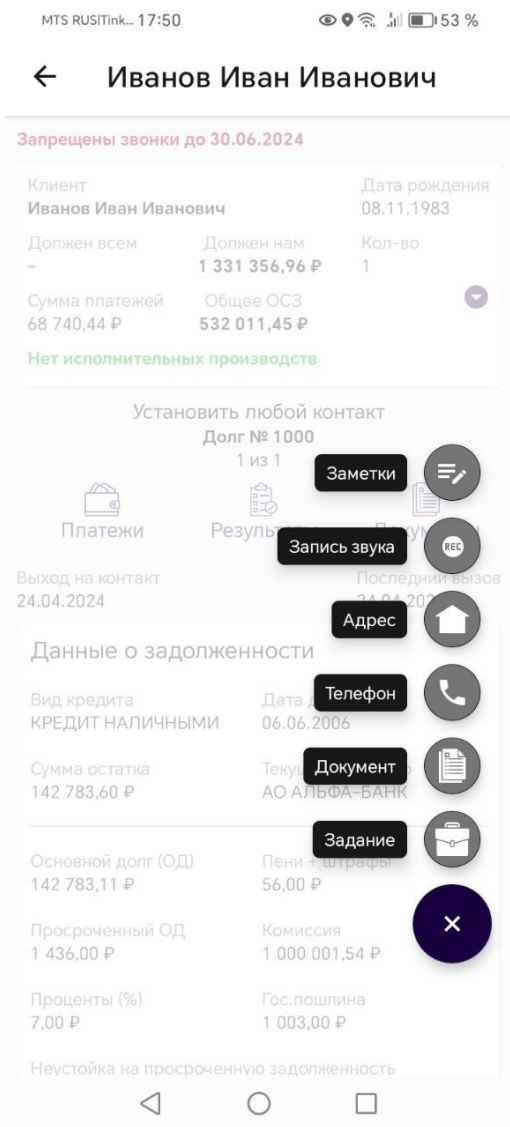 MTS RUS|Tink... 17:50 53 %
Иванов Иван Иванович
Запрещены звонки до 30.06.2024
Клиент Дата рождения
Иванов Иван Иванович 08.11.1983
Должен всем Должен нам Кол-во
- 1 331 356,96 ₽ 1
Сумма платежей Общее ОСЗ
68 740,44 ₽ 532 011,45 ₽
Нет исполнительных производств
Установить любой контакт
Долг № 1000
1 из 1
Заметки
Платежи
Запись звука REC
Выход на контакт Последний вызов
24.04.2024
Адрес
Данные о задолженности
Телефон
Вид кредита Дата
КРЕДИТ НАЛИЧНЫМИ 06.06.2006
Документ
Сумма остатка
142 783,60 ₽ АО АЛЬФА-БАНК
Задание
Основной долг (ОД) Пени + штрафы
142 783,11 ₽ 56,00 ₽
Просроченный ОД Комиссия
1 436,00 ₽ 1 000 001,54 ₽
Проценты (%) Гос.пошлина
7,00 ₽ 1 003,00 ₽
Неустойка на просроченную задолженность